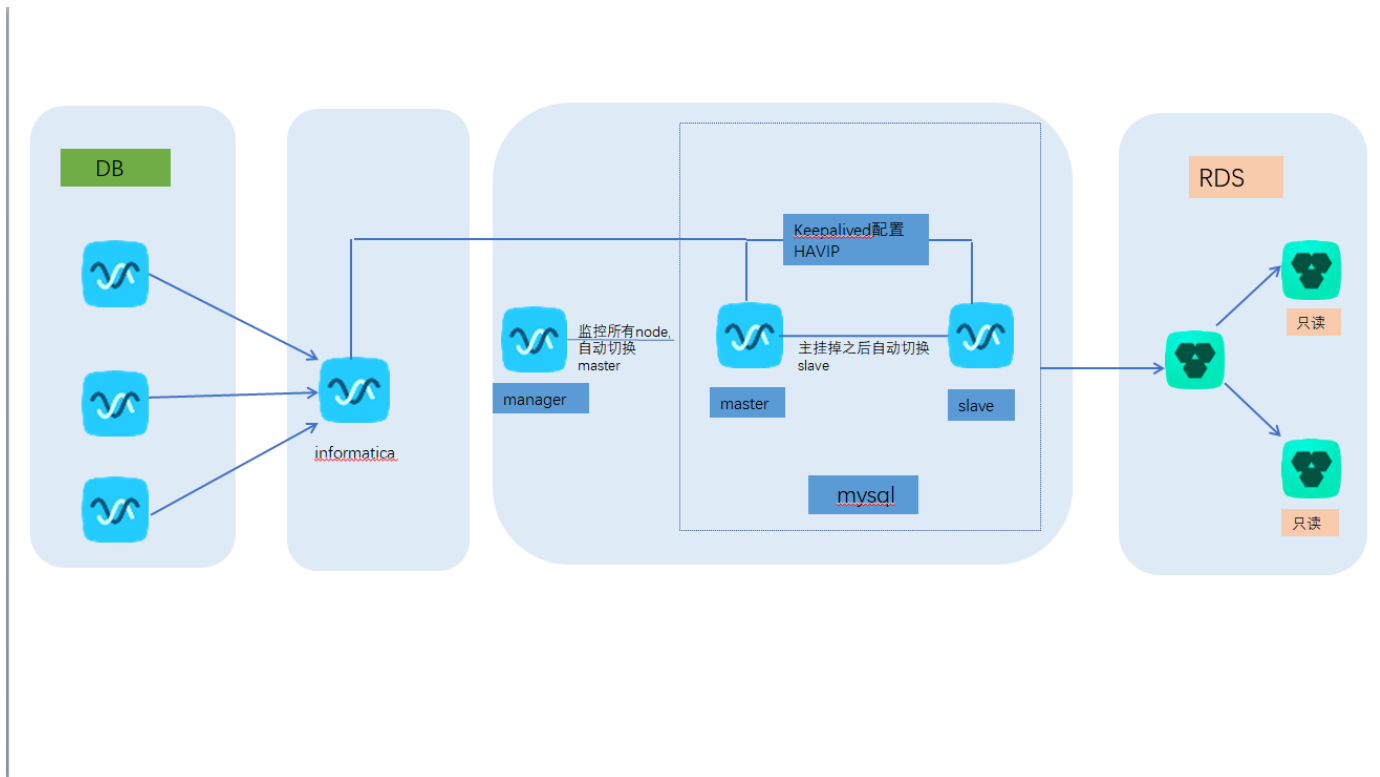 DB
informatica
manager
监控所有node,
自动切换
master
Keepalived配置
HAVIP
master
主挂掉之后自动切换
slave
slave
mysql
RDS
只读
只读